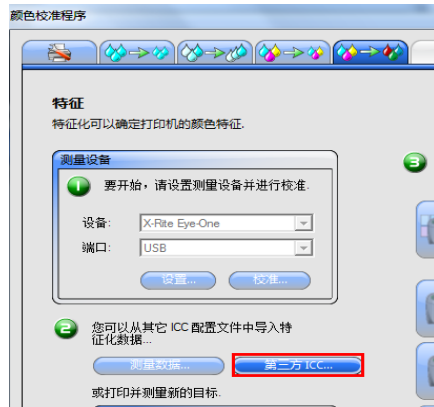 颜色校准程序
特征
特征化可以确定打印机的颜色特征.
测量设备
1 要开始，请设置测量设备并进行校准.
设备: X-Rite Eye-One
端口: USB
设置... 校准...
2 您可以从其它 ICC 配置文件中导入特
征化数据...
测量数据... 第三方 ICC...
或打印并测量新的目标.
3